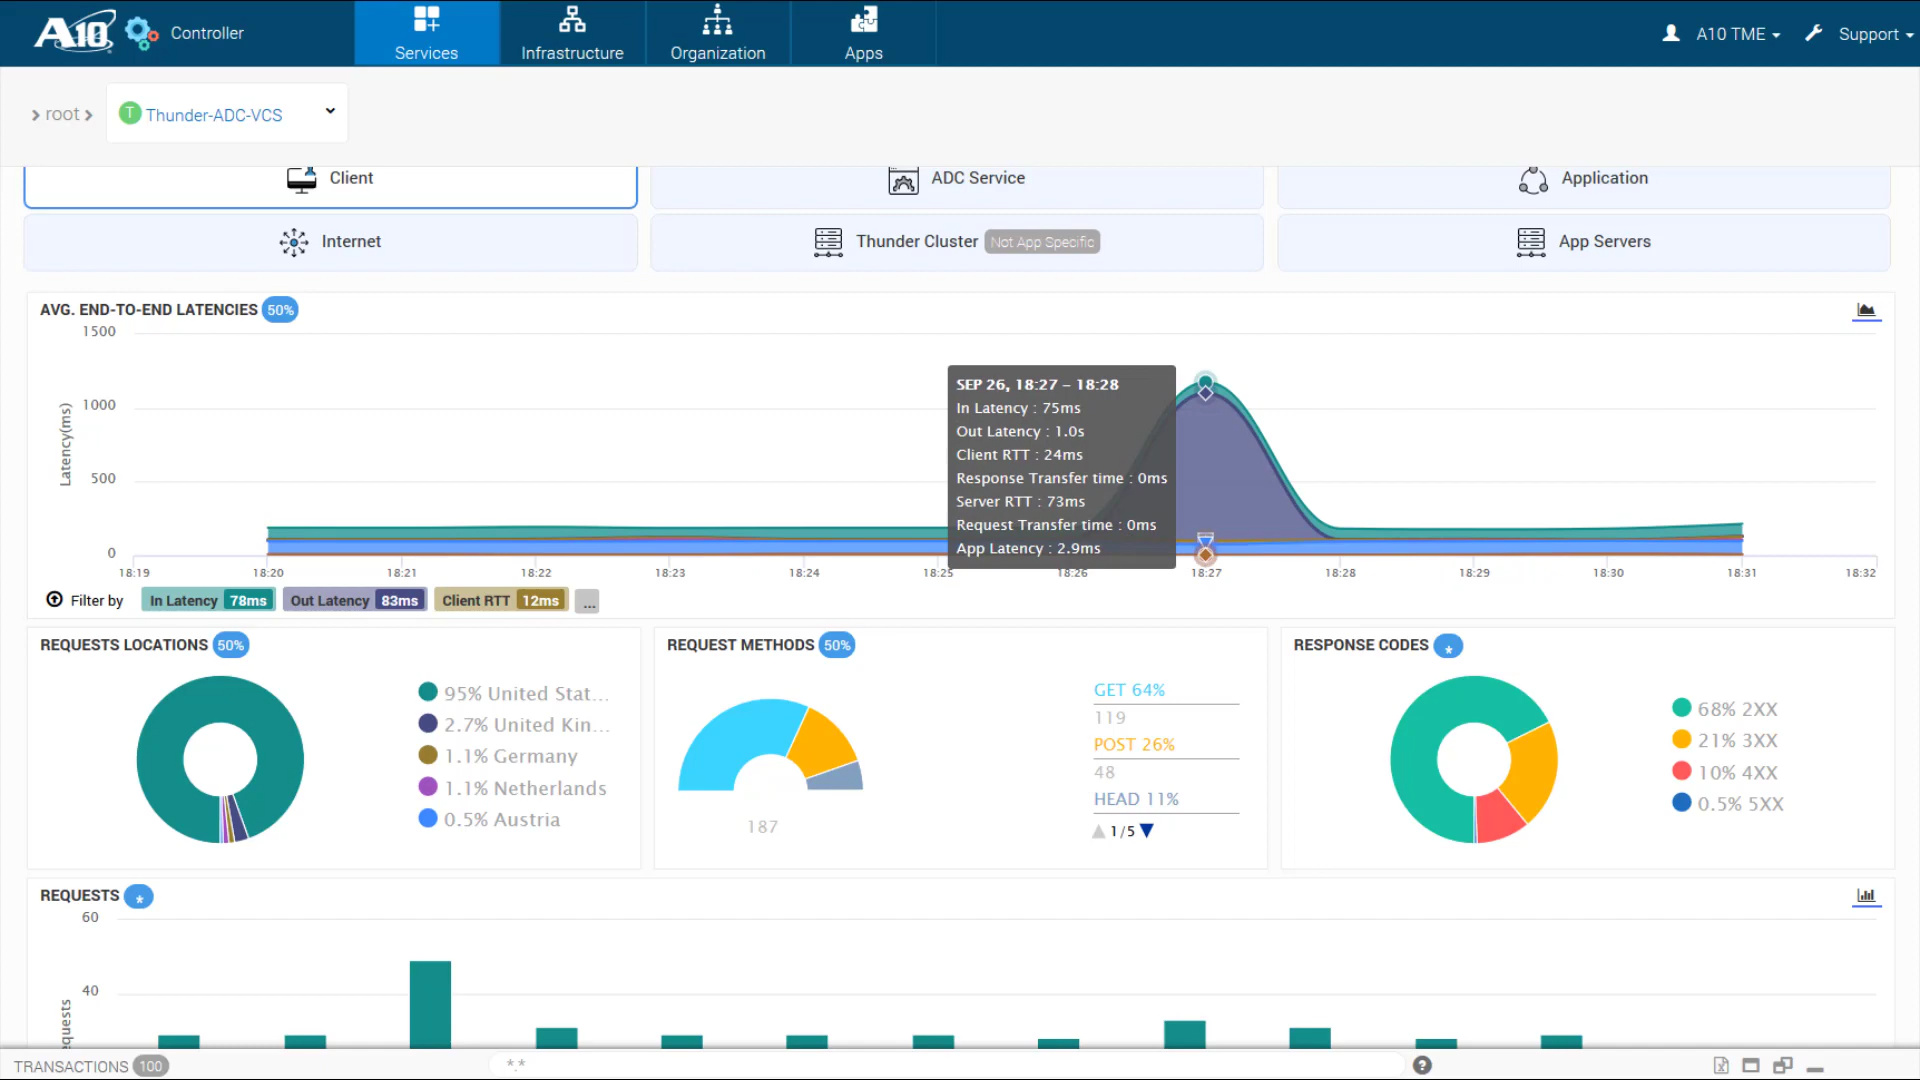 A10 Controller
Services
Infrastructure
Organization
Apps
A10 TME
Support
root
T Thunder-ADC-VCS
Client
ADC Service
Application
Internet
Thunder Cluster Not App Specific
App Servers
AVG. END-TO-END LATENCIES 50%
1500
1000
500
0
Latency(ms)
SEP 26, 18:27 – 18:28
In Latency : 75ms
Out Latency : 1.0s
Client RTT : 24ms
Response Transfer time : 0ms
Server RTT : 73ms
Request Transfer time : 0ms
App Latency : 2.9ms
18:19 18:20 18:21 18:22 18:23 18:24 18:25 18:26 18:27 18:28 18:29 18:30 18:31 18:32
Filter by In Latency 78ms Out Latency 83ms Client RTT 12ms ...
REQUESTS LOCATIONS 50%
95% United Stat...
2.7% United Kin...
1.1% Germany
1.1% Netherlands
0.5% Austria
REQUEST METHODS 50%
187
GET 64%
119
POST 26%
48
HEAD 11%
1/5
RESPONSE CODES *
68% 2XX
21% 3XX
10% 4XX
0.5% 5XX
REQUESTS *
60
40
equests
TRANSACTIONS 100
*.*
?